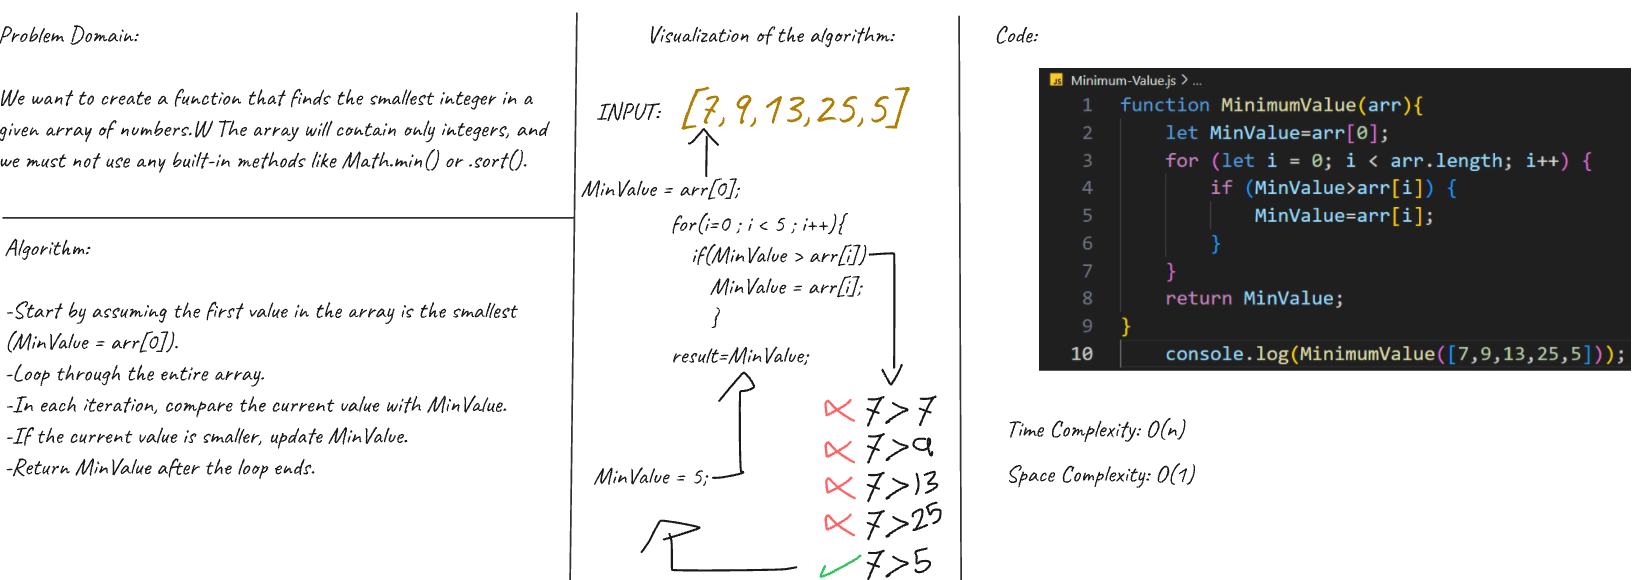 Problem Domain:
We want to create a function that finds the smallest integer in a
given array of numbers.W The array will contain only integers, and
we must not use any built-in methods like Math.min() or .sort().
Algorithm:
-Start by assuming the first value in the array is the smallest
(MinValue = arr[0]).
-Loop through the entire array.
-In each iteration, compare the current value with MinValue.
-If the current value is smaller, update MinValue.
-Return MinValue after the loop ends.
Visualization of the algorithm:
INPUT: [7, 9, 13, 25, 5]
MinValue = arr[0];
for(i=0 ; i < 5 ; i++){
if(MinValue > arr[i])
MinValue = arr[i];
}
result=MinValue;
7>7
7>9
7>13
7>25
7>5
MinValue = 5;
Code:
JS Minimum-Value.js > ...
1 function MinimumValue(arr){
2 let MinValue=arr[0];
3 for (let i = 0; i < arr.length; i++) {
4 if (MinValue>arr[i]) {
5 MinValue=arr[i];
6 }
7 }
8 return MinValue;
9 }
10 console.log(MinimumValue([7,9,13,25,5]));
Time Complexity: O(n)
Space Complexity: O(1)